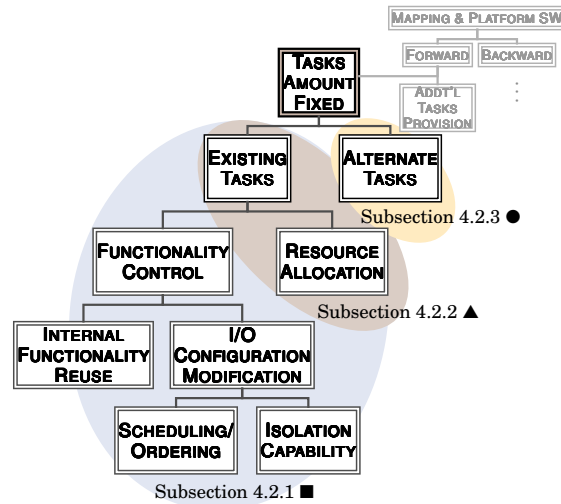 MAPPING & PLATFORM SW
FORWARD
BACKWARD
TASKS
AMOUNT
FIXED
ADDT'L
TASKS
PROVISION
⋮
EXISTING
TASKS
ALTERNATE
TASKS
Subsection 4.2.3 ●
FUNCTIONALITY
CONTROL
RESOURCE
ALLOCATION
Subsection 4.2.2 ▲
INTERNAL
FUNCTIONALITY
REUSE
I/O
CONFIGURATION
MODIFICATION
SCHEDULING/
ORDERING
ISOLATION
CAPABILITY
Subsection 4.2.1 ■